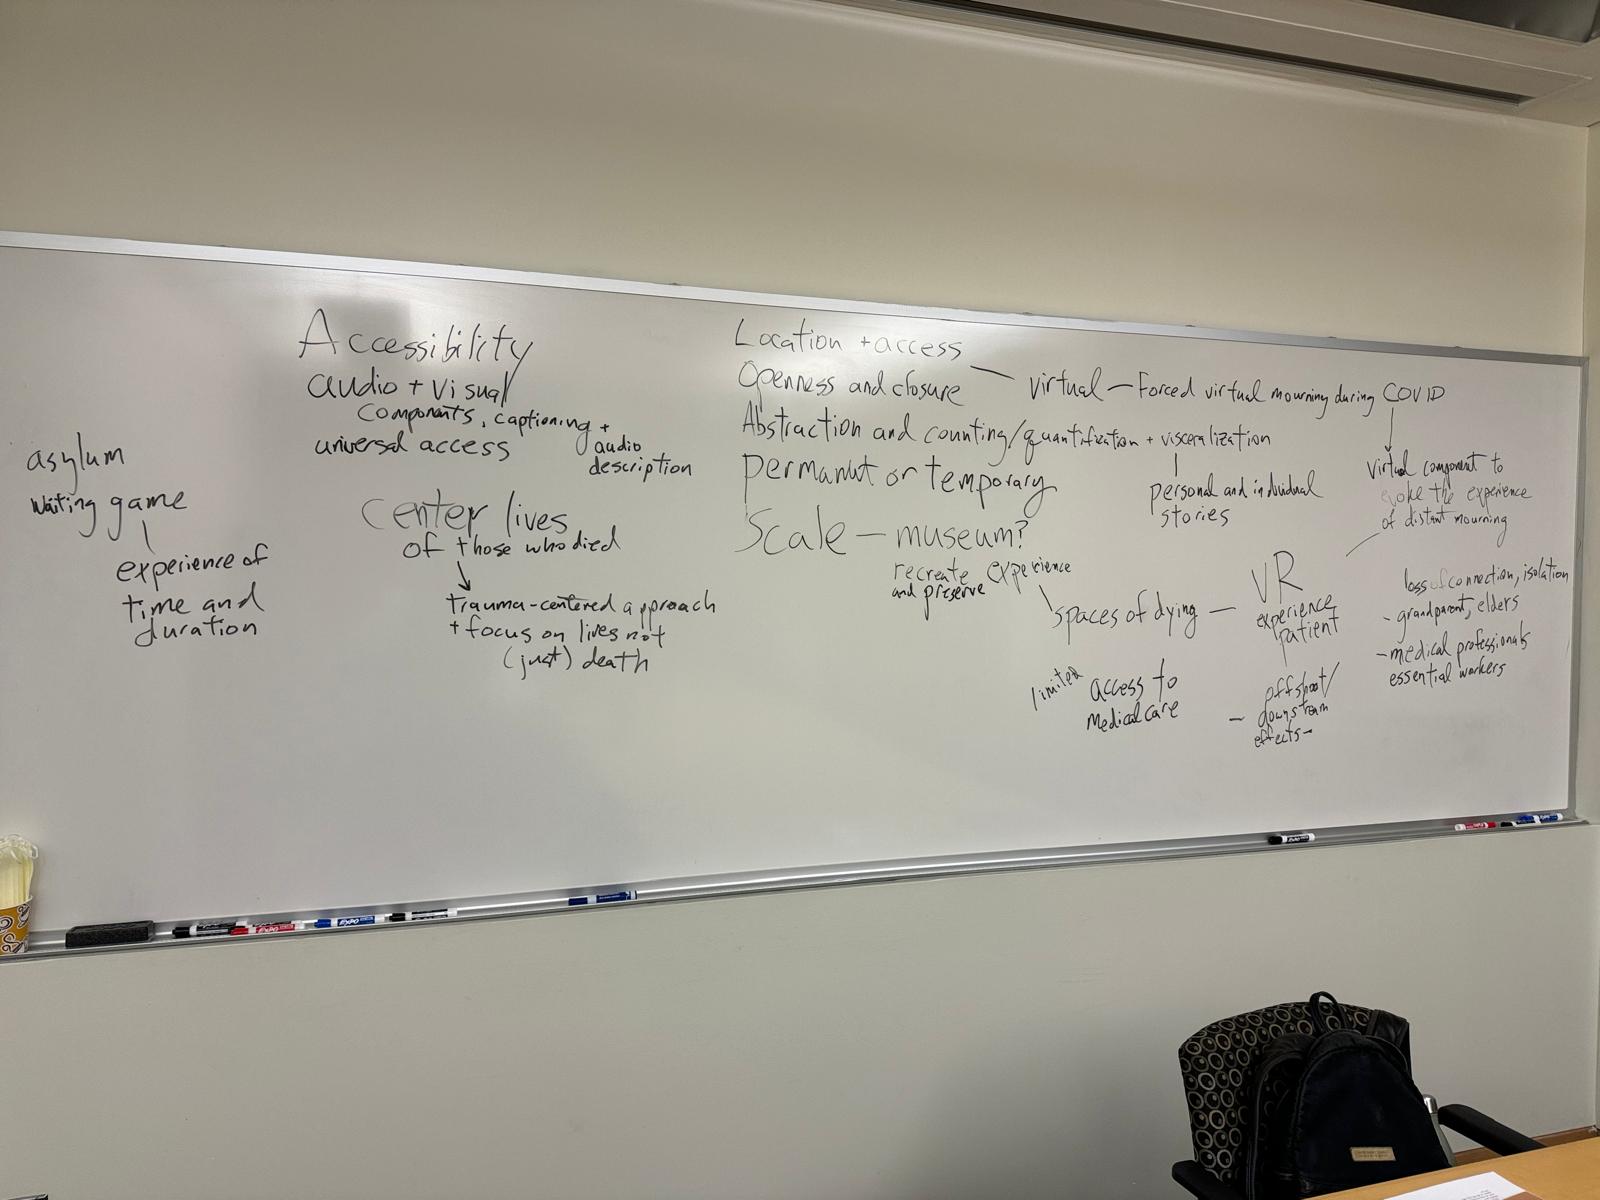 asylum
waiting game
experience of
time and
duration
Accessibility
audio + visual
components, captioning +
audio
description
universal access
center lives
of those who died
trauma-centered approach
+ focus on lives not
(just) death
Location + access
Openness and closure
virtual – Forced virtual mourning during COVID
Abstraction and counting/quantification + visceralization
personal and individual
stories
permanut or temporary
Scale – museum?
recreate experience
and preserve
virtual component to
evoke the experience
of distant mourning
spaces of dying –
VR
experience
patient
loss of connection, isolation
- grandparent, elders
- medical professionals
essential workers
limited access to
medical care
- offshoot/
downstream
effects -
EXPO